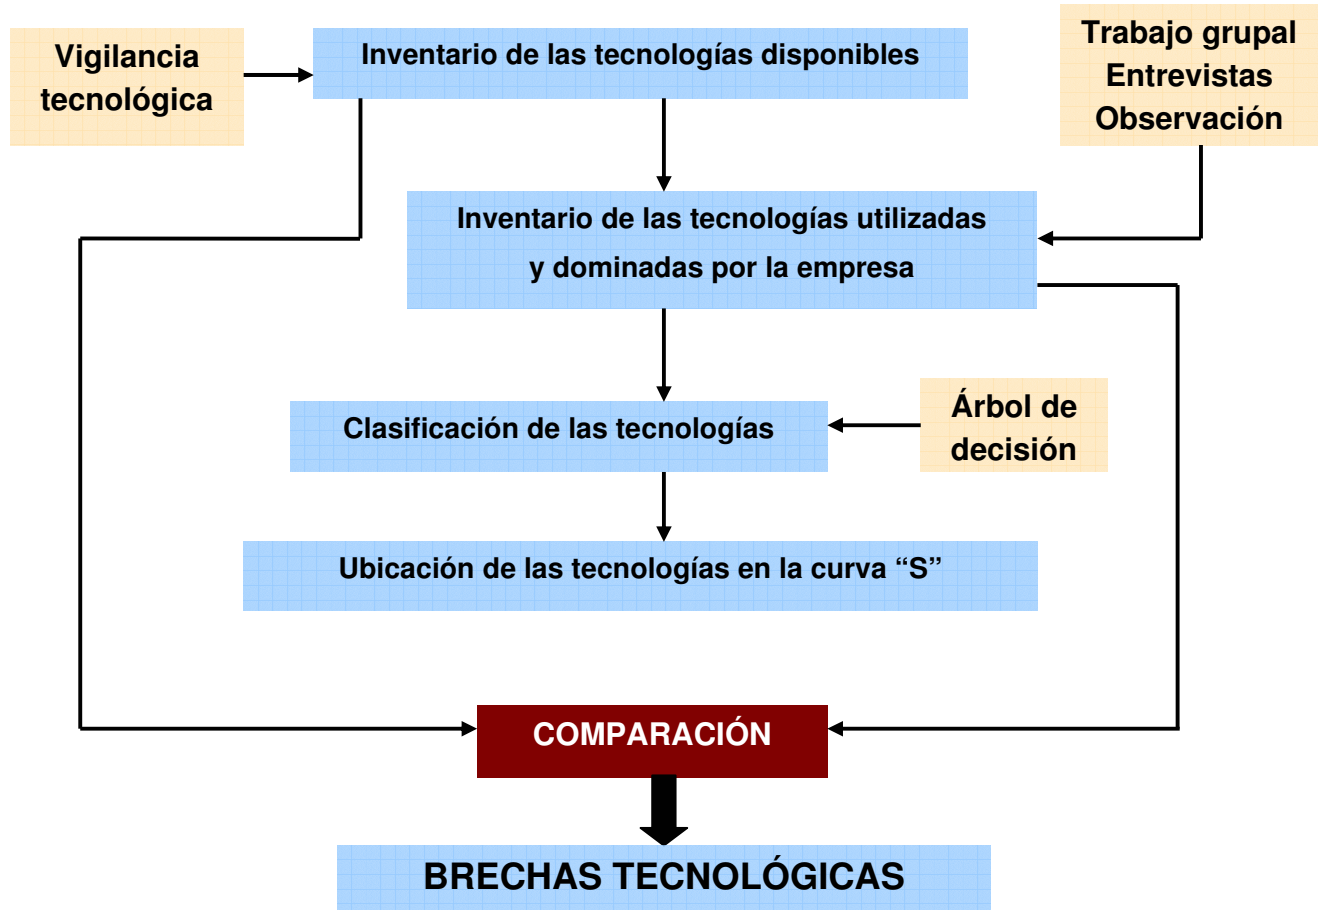 Vigilancia
tecnológica
Inventario de las tecnologías disponibles
Trabajo grupal
Entrevistas
Observación
Inventario de las tecnologías utilizadas
y dominadas por la empresa
Clasificación de las tecnologías
Árbol de
decisión
Ubicación de las tecnologías en la curva “S”
COMPARACIÓN
BRECHAS TECNOLÓGICAS